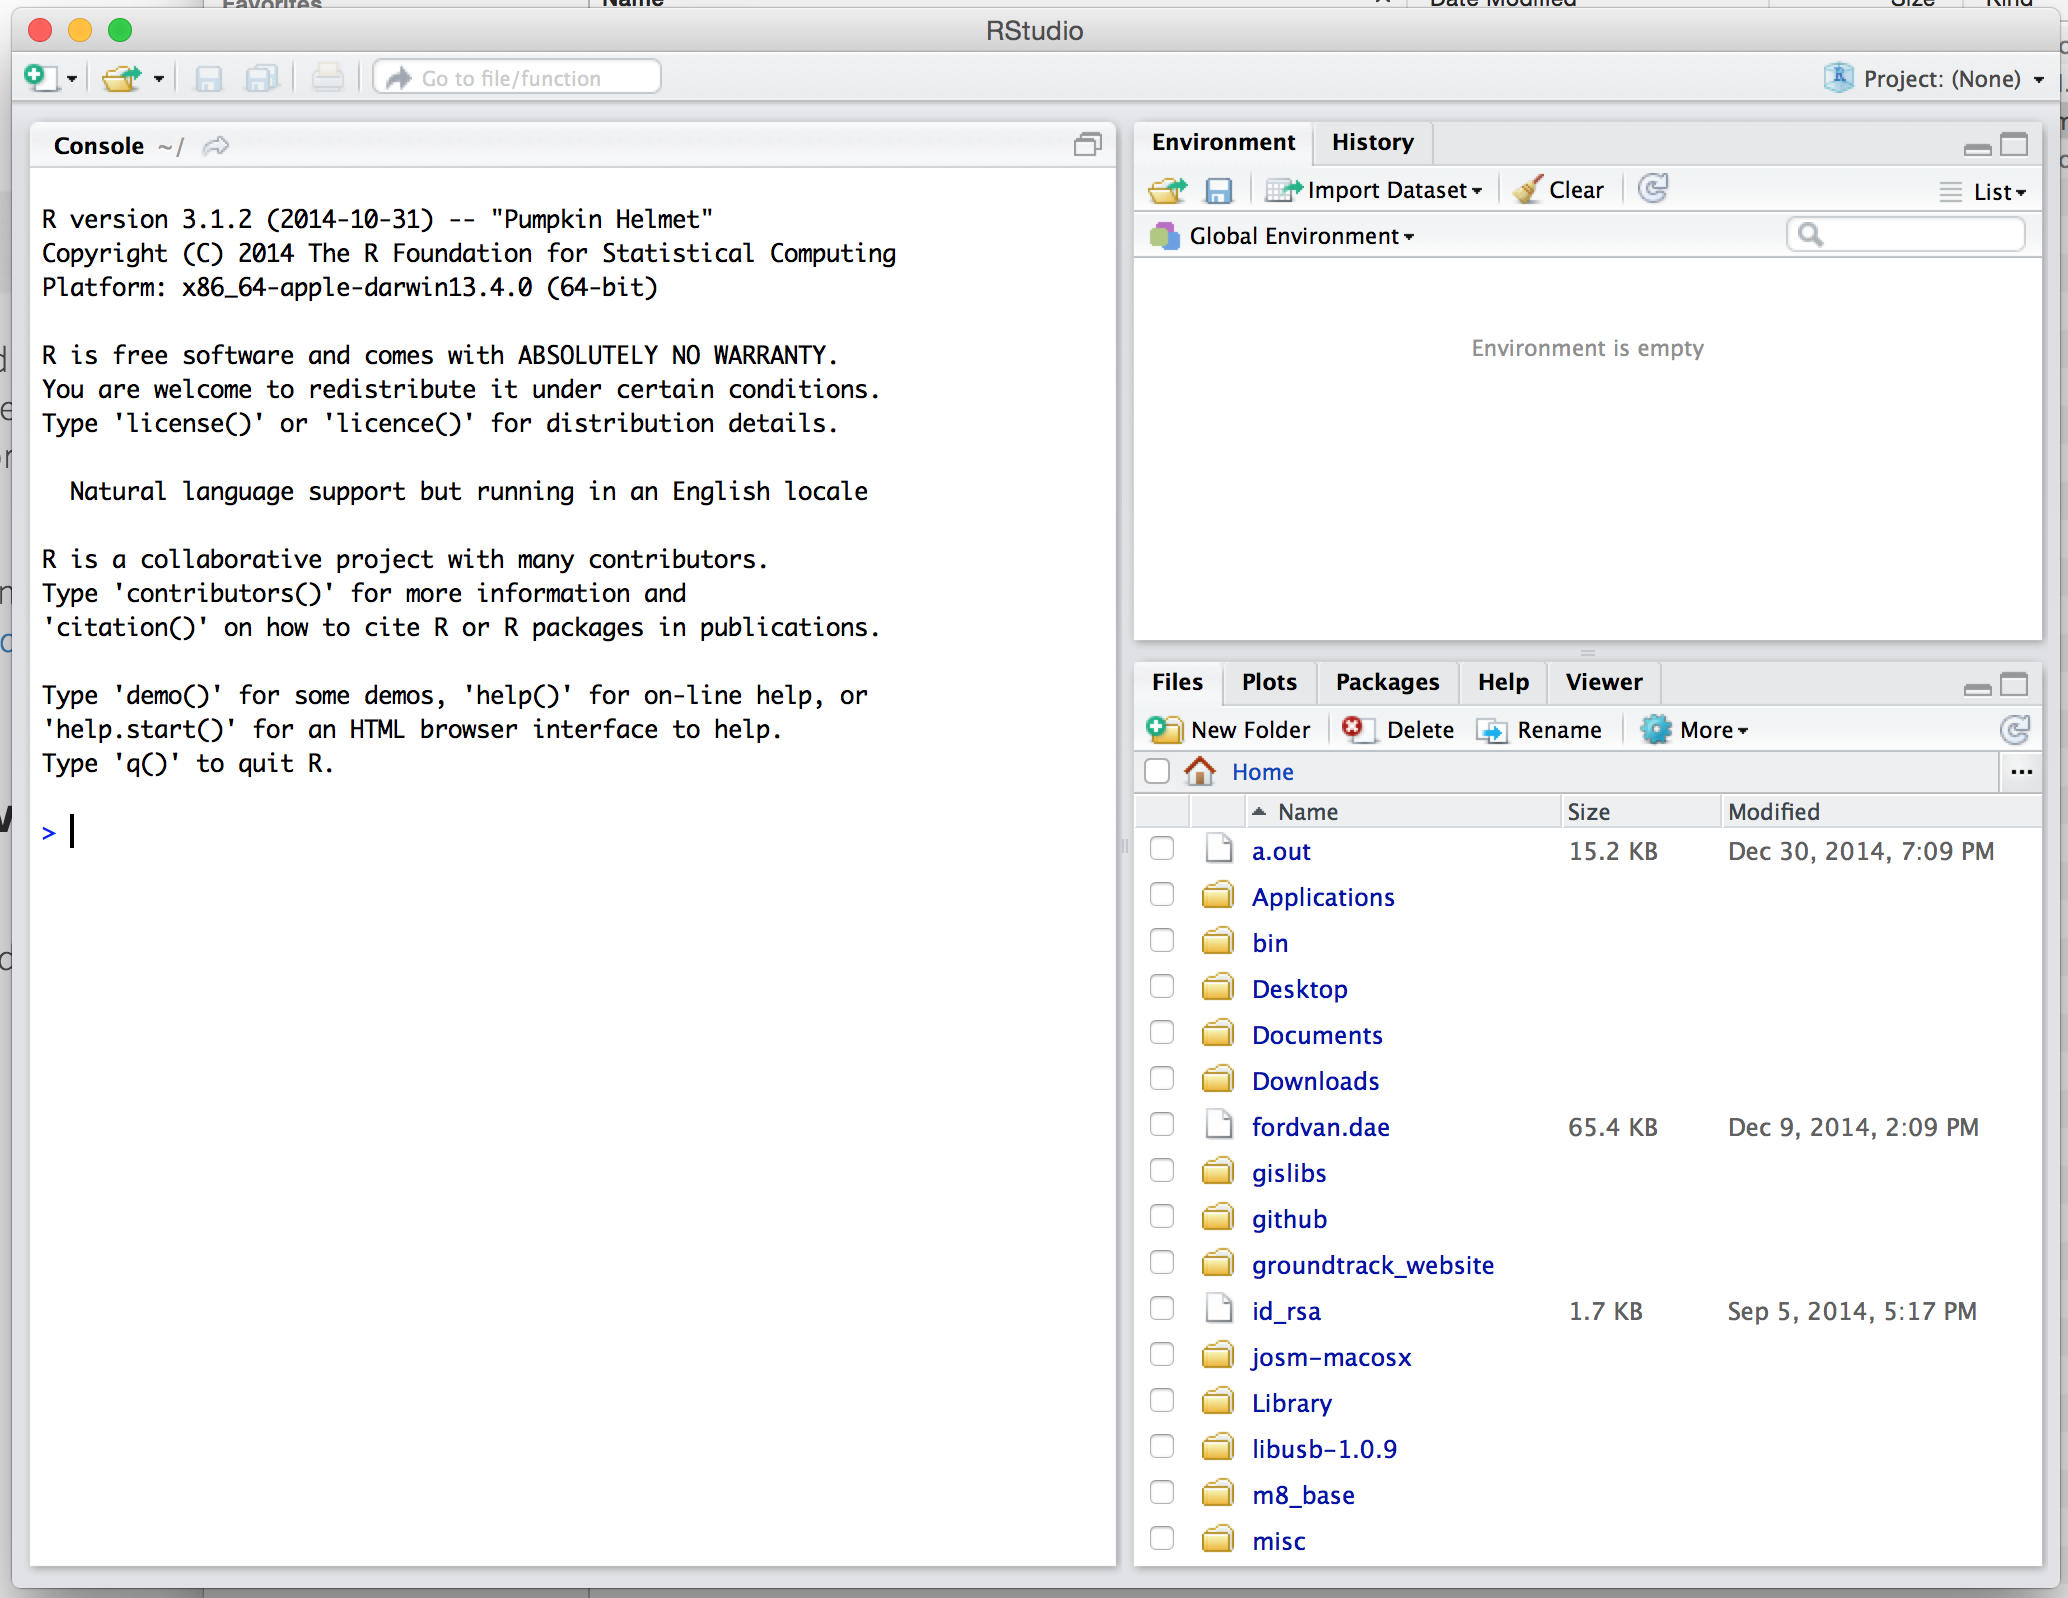 Favorites Name Date Modified Size Kind
RStudio
Go to file/function
Project: (None)
Console ~/
R version 3.1.2 (2014-10-31) -- "Pumpkin Helmet"
Copyright (C) 2014 The R Foundation for Statistical Computing
Platform: x86_64-apple-darwin13.4.0 (64-bit)
R is free software and comes with ABSOLUTELY NO WARRANTY.
You are welcome to redistribute it under certain conditions.
Type 'license()' or 'licence()' for distribution details.
Natural language support but running in an English locale
R is a collaborative project with many contributors.
Type 'contributors()' for more information and
'citation()' on how to cite R or R packages in publications.
Type 'demo()' for some demos, 'help()' for on-line help, or
'help.start()' for an HTML browser interface to help.
Type 'q()' to quit R.
>
Environment History
Import Dataset Clear List
Global Environment
Environment is empty
Files Plots Packages Help Viewer
New Folder Delete Rename More
Home ...
Name Size Modified
a.out 15.2 KB Dec 30, 2014, 7:09 PM
Applications
bin
Desktop
Documents
Downloads
fordvan.dae 65.4 KB Dec 9, 2014, 2:09 PM
gislibs
github
groundtrack_website
id_rsa 1.7 KB Sep 5, 2014, 5:17 PM
josm-macosx
Library
libusb-1.0.9
m8_base
misc